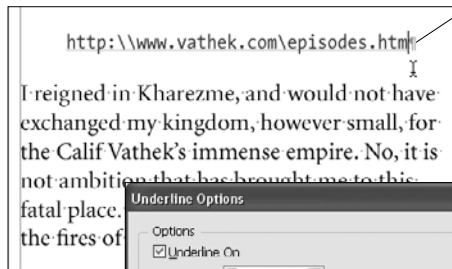 http:\\www.vathek.com\episodes.htm
I reigned in Kharezme, and would not have
exchanged my kingdom, however small, for
the Calif Vathek’s immense empire. No, it is
not ambition that has brought me to this
fatal place.
the fires of
Underline Options
Options
Underline On